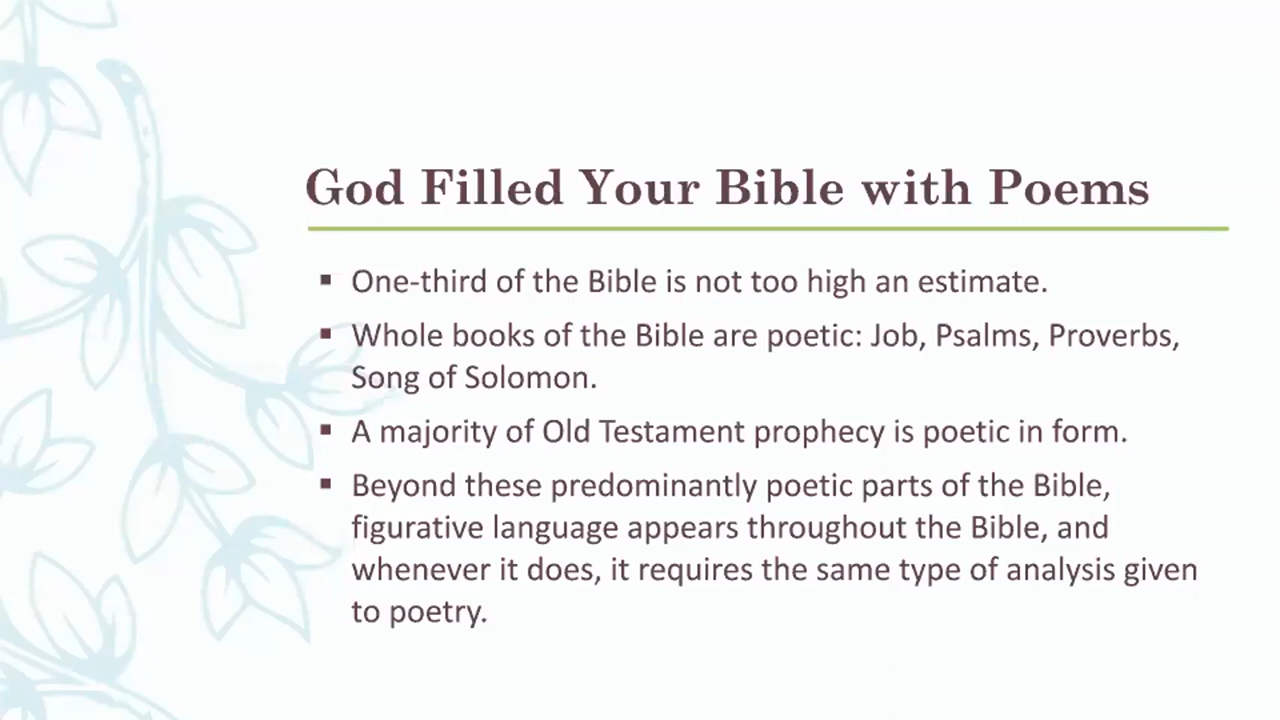 God Filled Your Bible with Poems
▪ One-third of the Bible is not too high an estimate.
▪ Whole books of the Bible are poetic: Job, Psalms, Proverbs,
Song of Solomon.
▪ A majority of Old Testament prophecy is poetic in form.
▪ Beyond these predominantly poetic parts of the Bible,
figurative language appears throughout the Bible, and
whenever it does, it requires the same type of analysis given
to poetry.